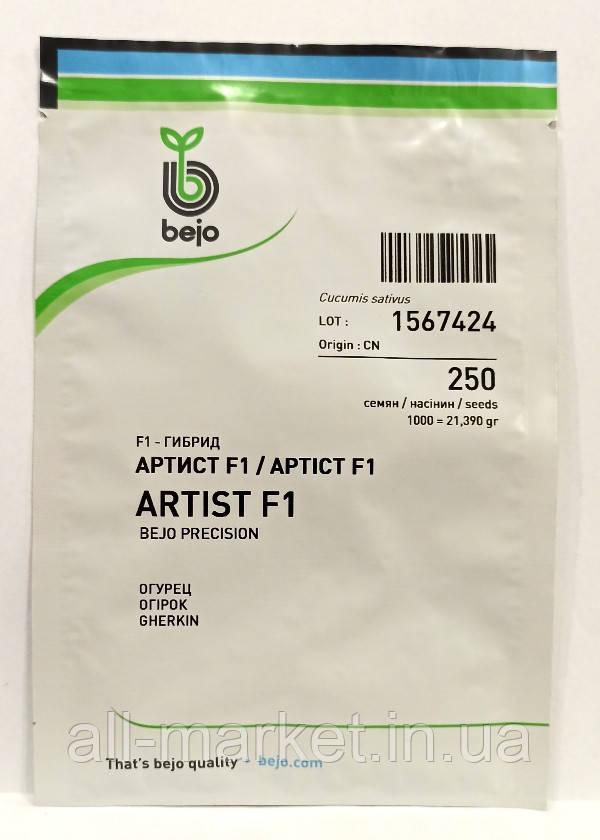 bejo
Cucumis sativus
LOT : 1567424
Origin : CN
250
семян / насінин / seeds
1000 = 21,390 gr
F1 - ГИБРИД
АРТИСТ F1 / АРТІСТ F1
ARTIST F1
BEJO PRECISION
ОГУРЕЦ
ОГІРОК
GHERKIN
all-market.in.ua
That's bejo quality - bejo.com